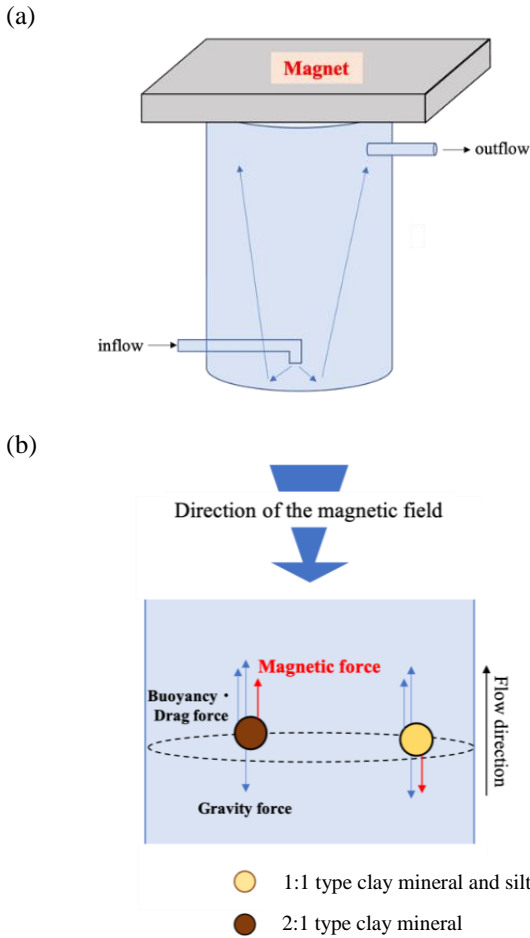 (a)
Magnet
outflow
inflow
(b)
Direction of the magnetic field
Magnetic force
Buoyancy・
Drag force
Flow direction
Gravity force
1:1 type clay mineral and silt
2:1 type clay mineral